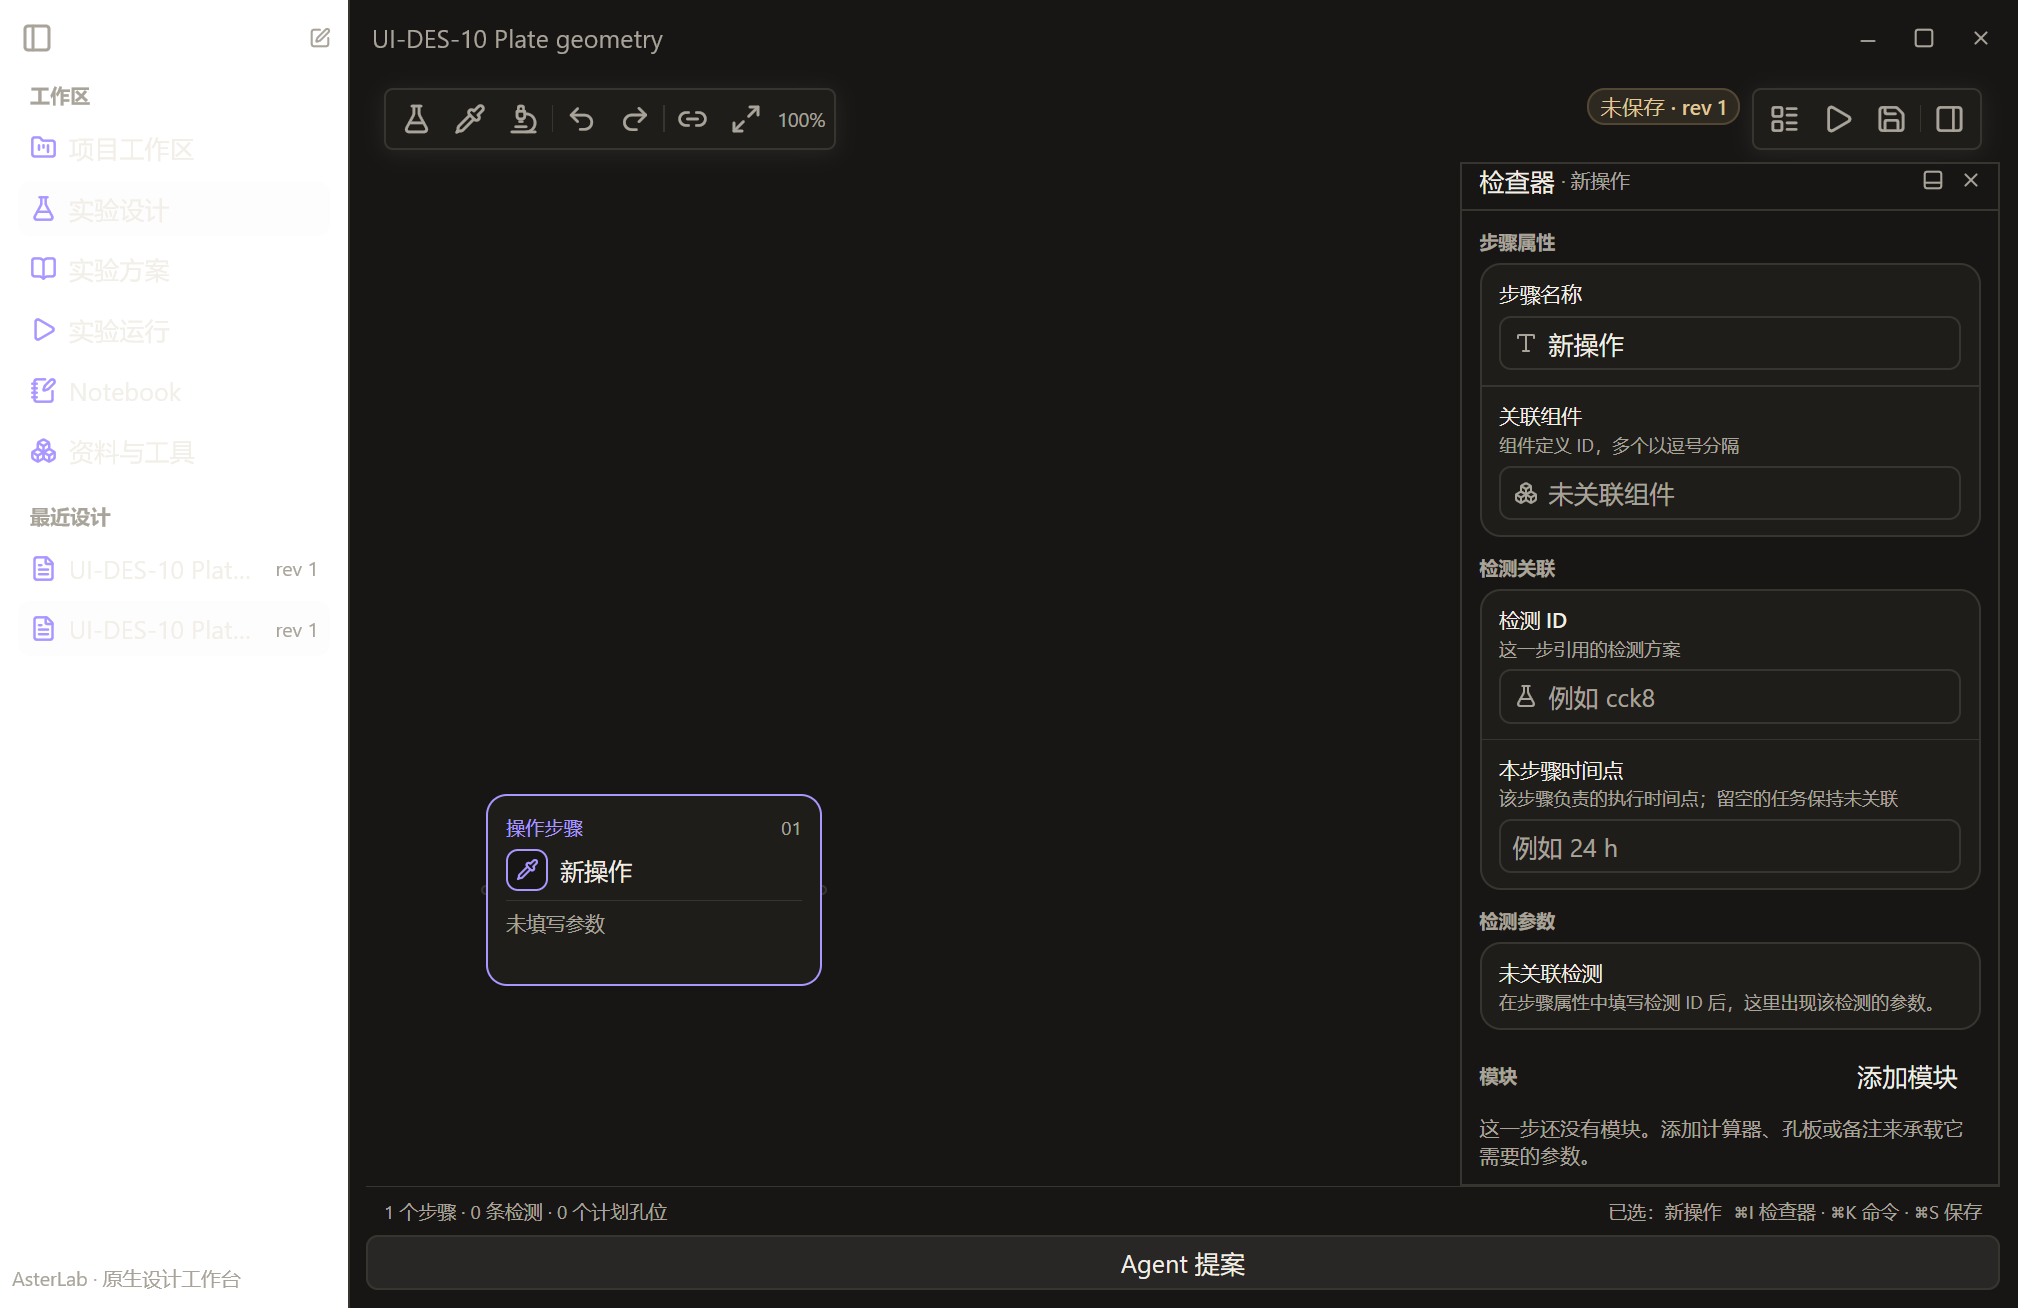 工作区
项目工作区
实验设计
实验方案
实验运行
Notebook
资料与工具
最近设计
UI-DES-10 Plat... rev 1
UI-DES-10 Plat... rev 1
AsterLab · 原生设计工作台
UI-DES-10 Plate geometry
100%
未保存 · rev 1
操作步骤 01
新操作
未填写参数
检查器 · 新操作
步骤属性
步骤名称
新操作
关联组件
组件定义 ID，多个以逗号分隔
未关联组件
检测关联
检测 ID
这一步引用的检测方案
例如 cck8
本步骤时间点
该步骤负责的执行时间点；留空的任务保持未关联
例如 24 h
检测参数
未关联检测
在步骤属性中填写检测 ID 后，这里出现该检测的参数。
模块 添加模块
这一步还没有模块。添加计算器、孔板或备注来承载它
需要的参数。
1 个步骤 · 0 条检测 · 0 个计划孔位
已选：新操作 ⌘I 检查器 · ⌘K 命令 · ⌘S 保存
Agent 提案